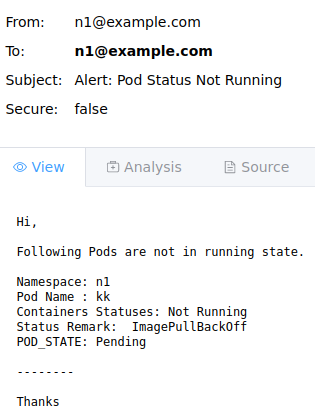 From: n1@example.com
To: n1@example.com
Subject: Alert: Pod Status Not Running
Secure: false
View Analysis Source
Hi,
Following Pods are not in running state.
Namespace: n1
Pod Name : kk
Containers Statuses: Not Running
Status Remark:  ImagePullBackOff
POD_STATE: Pending
--------
Thanks